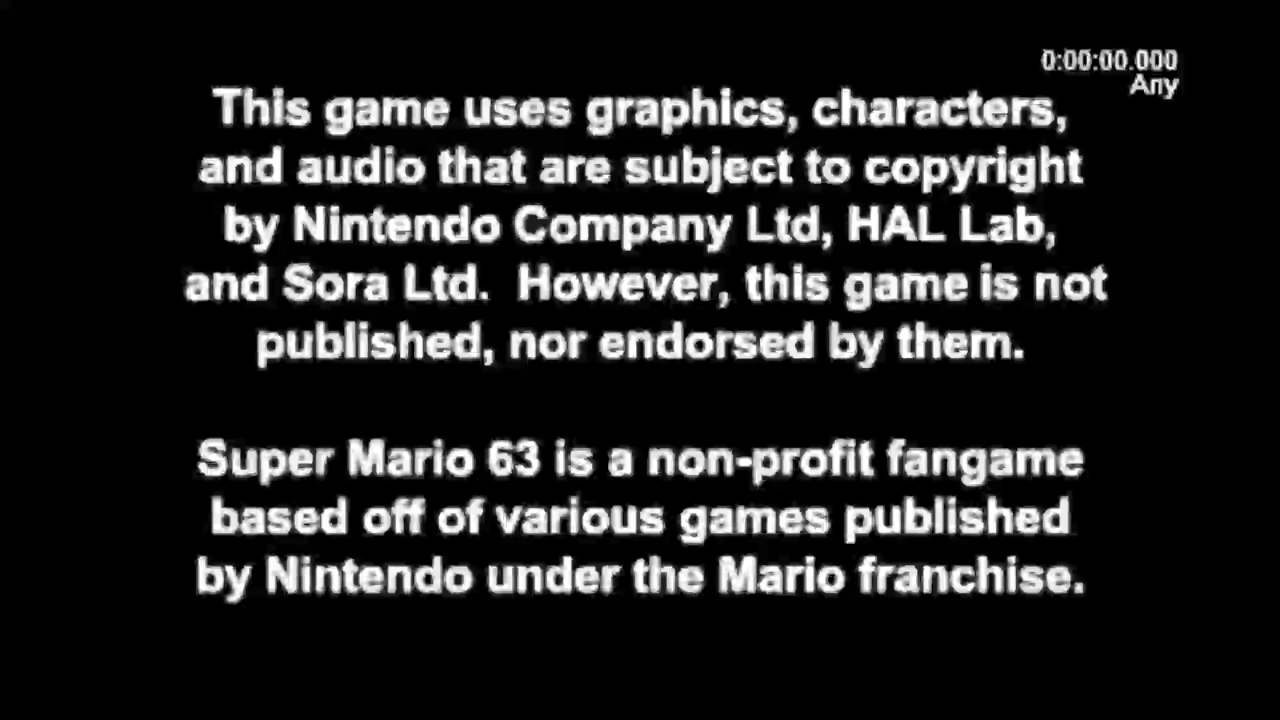 0:00:00.000
Any
This game uses graphics, characters,
and audio that are subject to copyright
by Nintendo Company Ltd, HAL Lab,
and Sora Ltd.  However, this game is not
published, nor endorsed by them.
Super Mario 63 is a non-profit fangame
based off of various games published
by Nintendo under the Mario franchise.